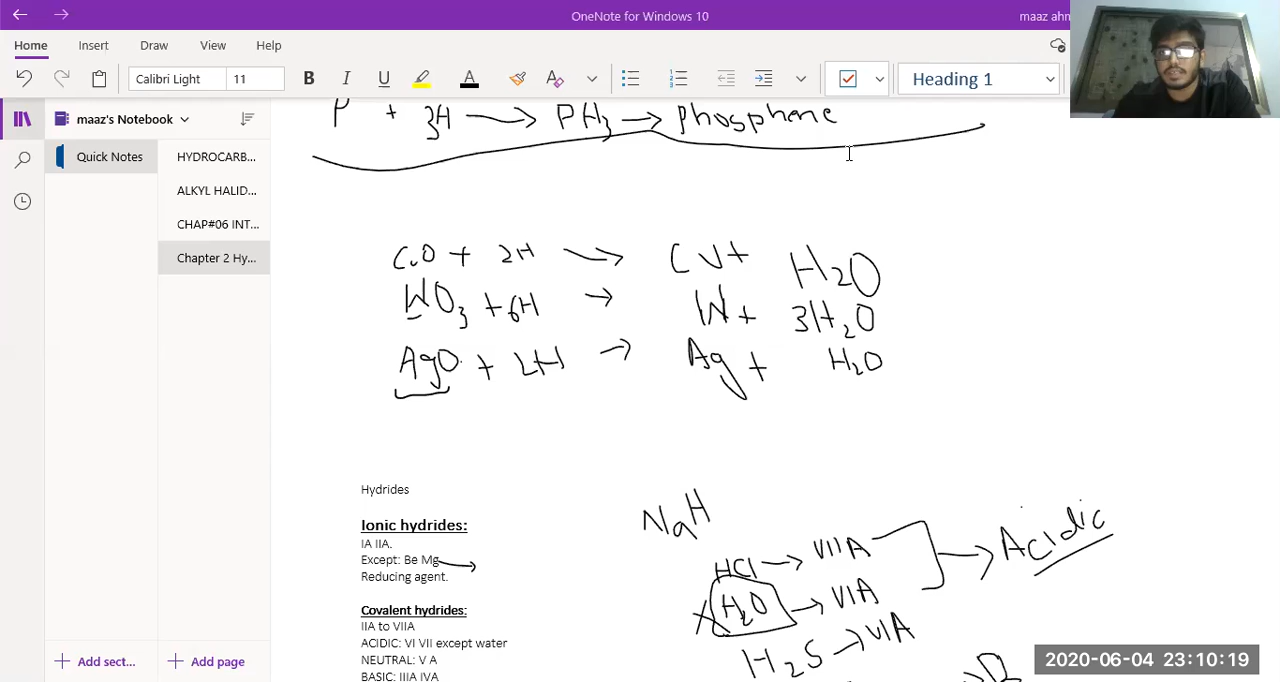 OneNote for Windows 10
maaz ahm
Home Insert Draw View Help
Calibri Light 11 B I U A A Heading 1
maaz's Notebook
Quick Notes
HYDROCARB...
ALKYL HALID...
CHAP#06 INT...
Chapter 2 Hy...
P + 3H → PH3 → Phosphene
CuO + 2H → Cu + H2O
WO3 + 6H → W + 3H2O
AgO + 2H → Ag + H2O
Hydrides
Ionic hydrides:
IA IIA.
Except: Be Mg
Reducing agent.
Covalent hydrides:
IIA to VIIA
ACIDIC: VI VII except water
NEUTRAL: V A
BASIC: IIIA IVA
NaH
HCl → VIIA → Acidic
H2O → VIA
H2S → VIA
+ Add sect... + Add page
2020-06-04 23:10:19